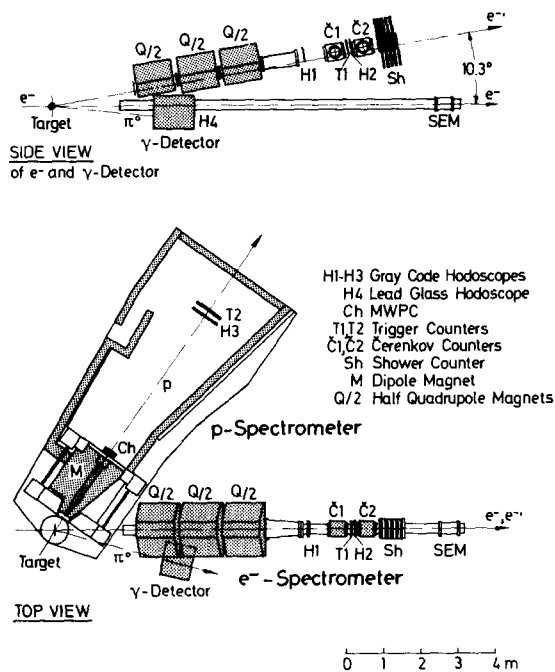 Q/2 Q/2 Q/2
Č1 Č2
e⁻'
H1
T1 H2
Sh
10.3°
e⁻
Target
π°
H4
γ-Detector
SEM
e⁻
SIDE VIEW
of e⁻ and γ-Detector
H1-H3 Gray Code Hodoscopes
H4 Lead Glass Hodoscope
Ch MWPC
T1,T2 Trigger Counters
Č1,Č2 Čerenkov Counters
Sh Shower Counter
M Dipole Magnet
Q/2 Half Quadrupole Magnets
T2
H3
p
Ch
p-Spectrometer
M
Q/2 Q/2 Q/2
Č1 Č2
e⁻,e⁻'
H1
T1 H2
Sh
SEM
Target
π°
e⁻-Spectrometer
γ-Detector
TOP VIEW
0 1 2 3 4 m